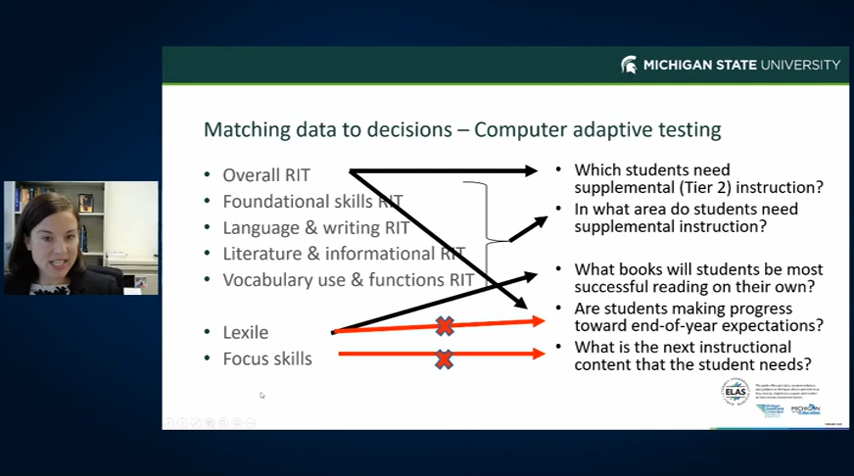 MICHIGAN STATE UNIVERSITY
Matching data to decisions – Computer adaptive testing
• Overall RIT
• Foundational skills RIT
• Language & writing RIT
• Literature & informational RIT
• Vocabulary use & functions RIT
• Lexile
• Focus skills
• Which students need
supplemental (Tier 2) instruction?
• In what area do students need
supplemental instruction?
• What books will students be most
successful reading on their own?
• Are students making progress
toward end-of-year expectations?
• What is the next instructional
content that the student needs?
ELAS